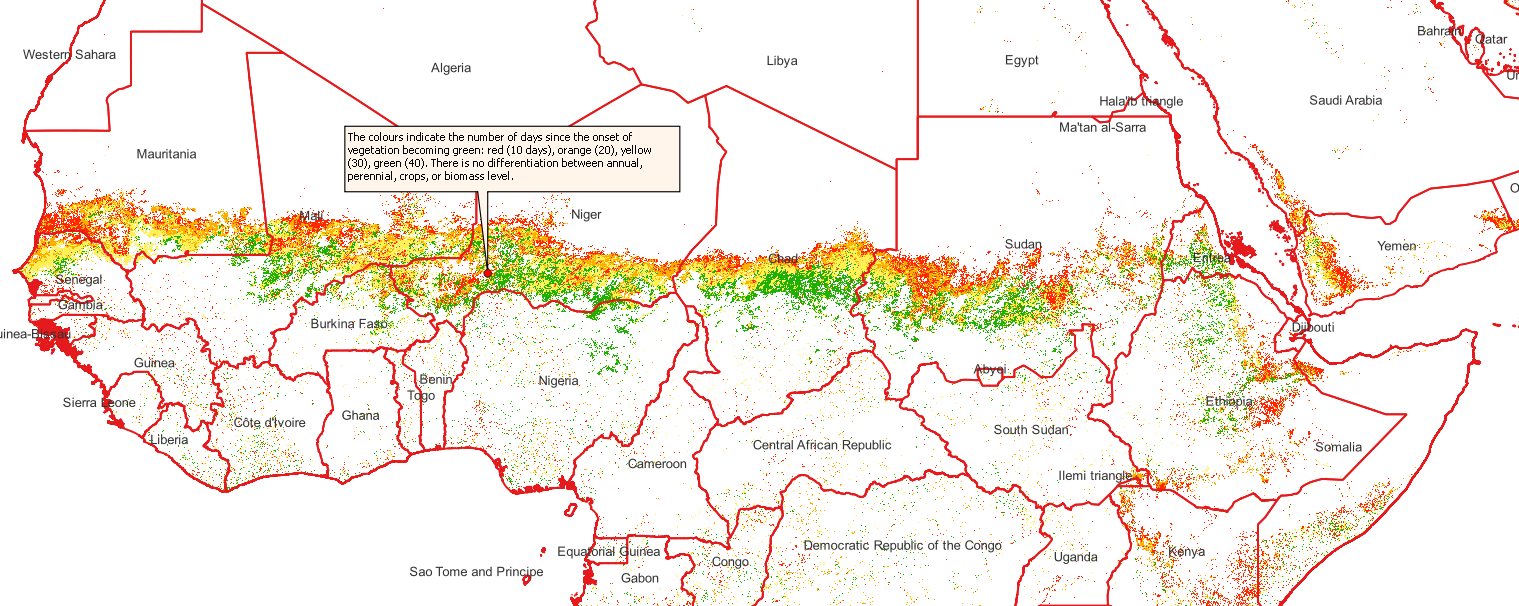 Bahrain
Qatar
Western Sahara
Algeria
Libya
Egypt
Saudi Arabia
Hala'ib triangle
Ma'tan al-Sarra
The colours indicate the number of days since the onset of
vegetation becoming green: red (10 days), orange (20), yellow
(30), green (40). There is no differentiation between annual,
perennial, crops, or biomass level.
Mauritania
Mali
Niger
Chad
Sudan
Eritrea
Yemen
Senegal
Gambia
uinea-Bissau
Burkina Faso
Djibouti
Guinea
Benin
Togo
Nigeria
Abyei
Sierra Leone
Ghana
Côte d'Ivoire
Liberia
Ethiopia
South Sudan
Central African Republic
Somalia
Cameroon
Ilemi triangle
Equatorial Guinea
Democratic Republic of the Congo
Kenya
Uganda
Congo
Sao Tome and Principe
Gabon